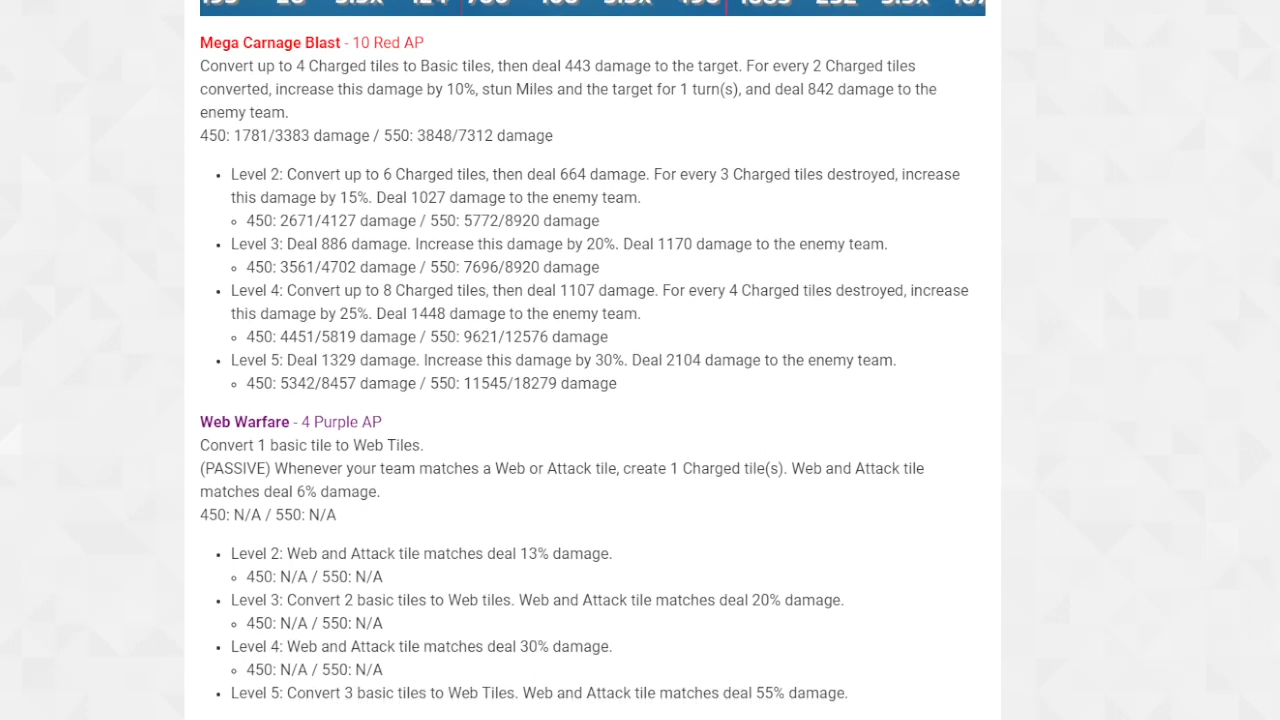 Mega Carnage Blast - 10 Red AP
Convert up to 4 Charged tiles to Basic tiles, then deal 443 damage to the target. For every 2 Charged tiles
converted, increase this damage by 10%, stun Miles and the target for 1 turn(s), and deal 842 damage to the
enemy team.
450: 1781/3383 damage / 550: 3848/7312 damage
Level 2: Convert up to 6 Charged tiles, then deal 664 damage. For every 3 Charged tiles destroyed, increase
this damage by 15%. Deal 1027 damage to the enemy team.
450: 2671/4127 damage / 550: 5772/8920 damage
Level 3: Deal 886 damage. Increase this damage by 20%. Deal 1170 damage to the enemy team.
450: 3561/4702 damage / 550: 7696/8920 damage
Level 4: Convert up to 8 Charged tiles, then deal 1107 damage. For every 4 Charged tiles destroyed, increase
this damage by 25%. Deal 1448 damage to the enemy team.
450: 4451/5819 damage / 550: 9621/12576 damage
Level 5: Deal 1329 damage. Increase this damage by 30%. Deal 2104 damage to the enemy team.
450: 5342/8457 damage / 550: 11545/18279 damage
Web Warfare - 4 Purple AP
Convert 1 basic tile to Web Tiles.
(PASSIVE) Whenever your team matches a Web or Attack tile, create 1 Charged tile(s). Web and Attack tile
matches deal 6% damage.
450: N/A / 550: N/A
Level 2: Web and Attack tile matches deal 13% damage.
450: N/A / 550: N/A
Level 3: Convert 2 basic tiles to Web tiles. Web and Attack tile matches deal 20% damage.
450: N/A / 550: N/A
Level 4: Web and Attack tile matches deal 30% damage.
450: N/A / 550: N/A
Level 5: Convert 3 basic tiles to Web Tiles. Web and Attack tile matches deal 55% damage.